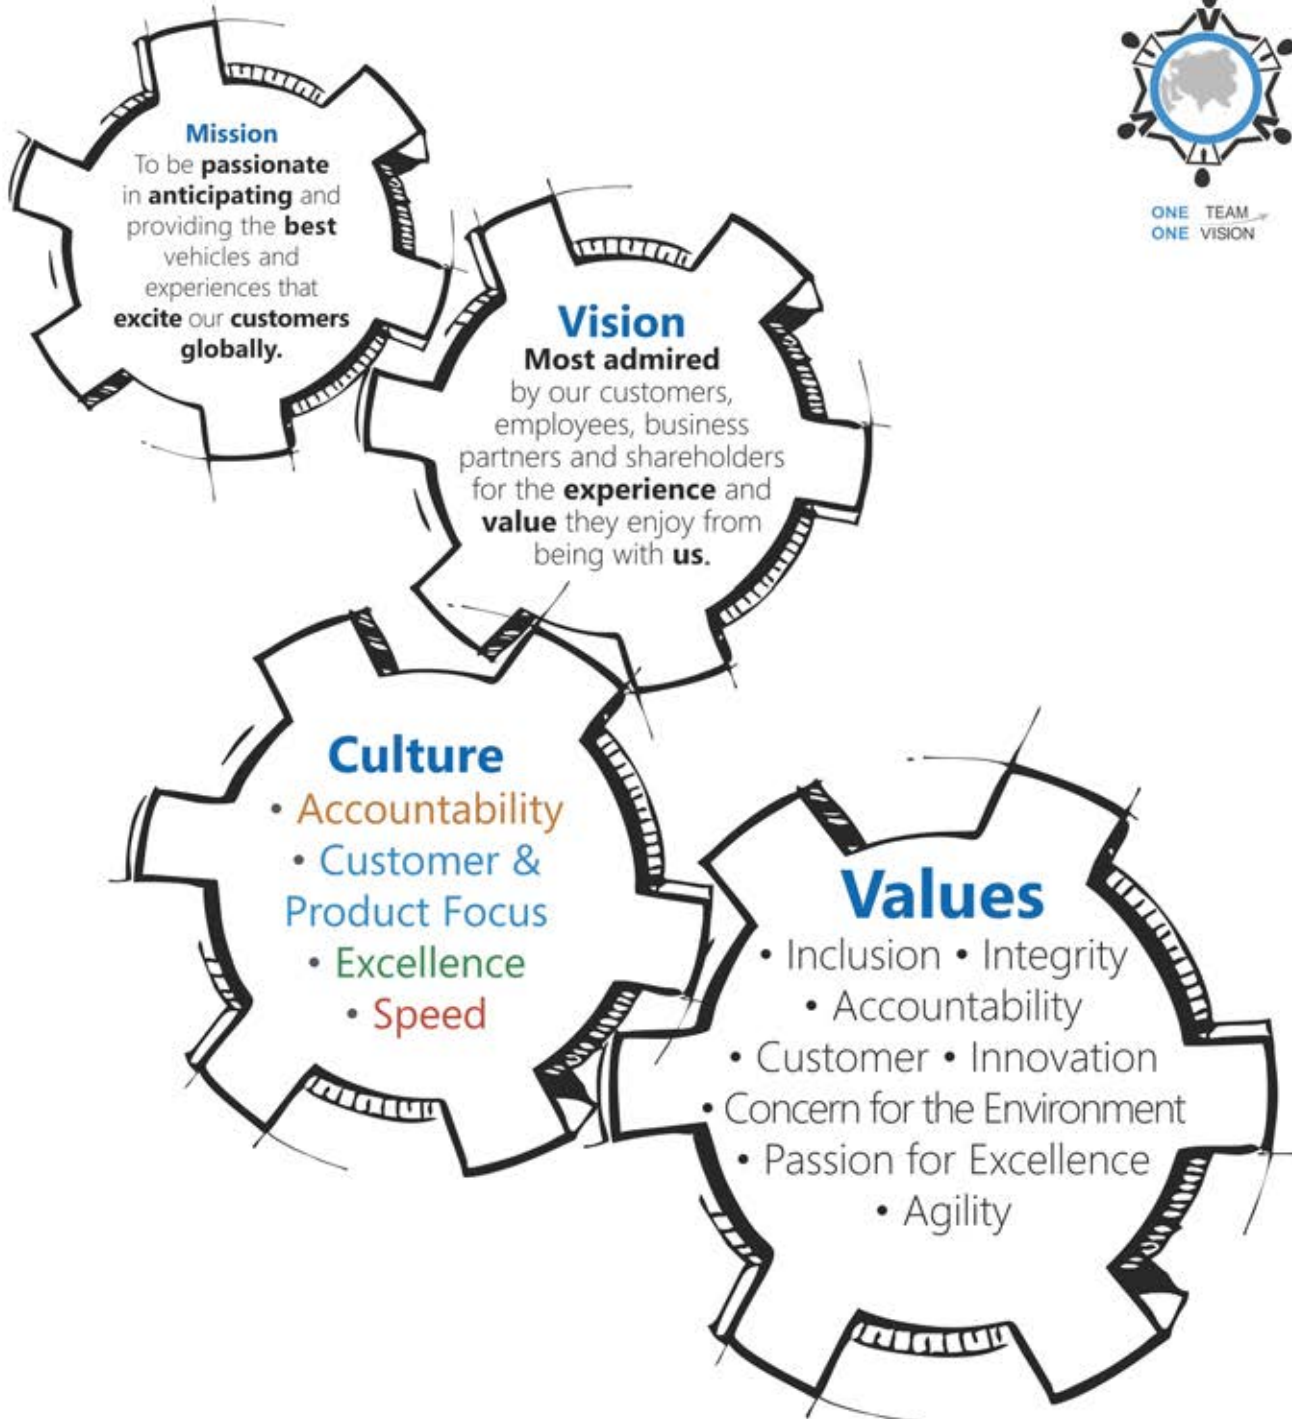 Mission
To be passionate
in anticipating and
providing the best
vehicles and
experiences that
excite our customers
globally.
ONE TEAM
ONE VISION
Vision
Most admired
by our customers,
employees, business
partners and shareholders
for the experience and
value they enjoy from
being with us.
Culture
• Accountability
• Customer &
Product Focus
• Excellence
• Speed
Values
• Inclusion • Integrity
• Accountability
• Customer • Innovation
• Concern for the Environment
• Passion for Excellence
• Agility